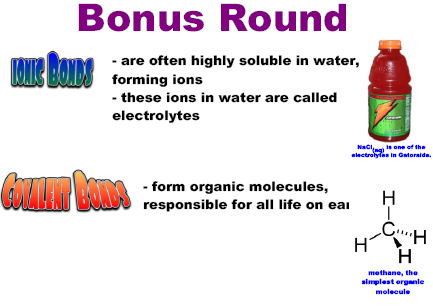 Bonus Round
IONIC BONDS
- are often highly soluble in water,
forming ions
- these ions in water are called
electrolytes
NaCl(aq) is one of the
electrolytes in Gatoraide.
COVALENT BONDS
- form organic molecules,
responsible for all life on ear
H
C
H
H
H
methane, the
simplest organic
molecule